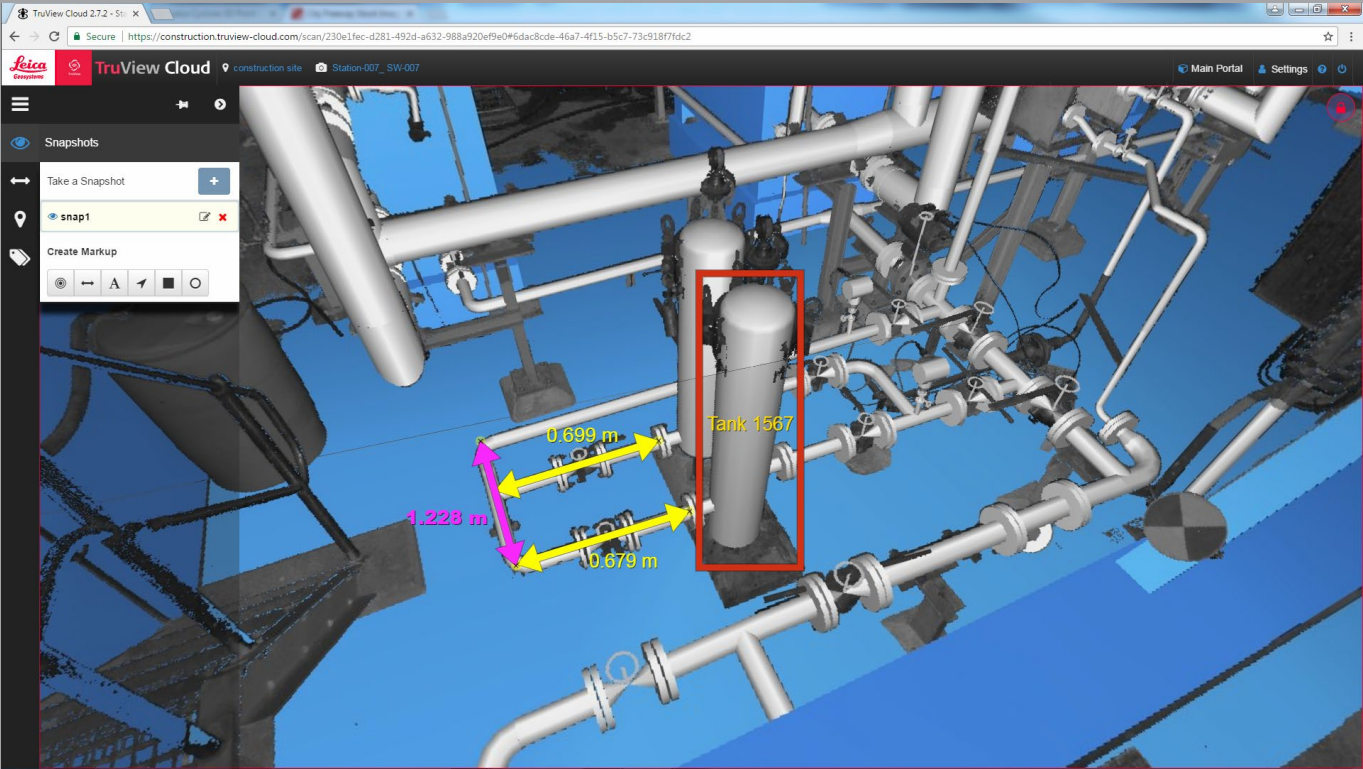 TruView Cloud 2.7.2 - Sta
Secure https://construction.truview-cloud.com/scan/230e1fec-d281-492d-a632-988a920ef9e0#6dac8cde-46a7-4f15-b5c7-73c918f7fdc2
Leica
Geosystems
TruView Cloud
construction site
Station-007_ SW-007
Main Portal
Settings
Snapshots
Take a Snapshot
snap1
Create Markup
A
0.699 m
Tank 1567
1.228 m
0.679 m